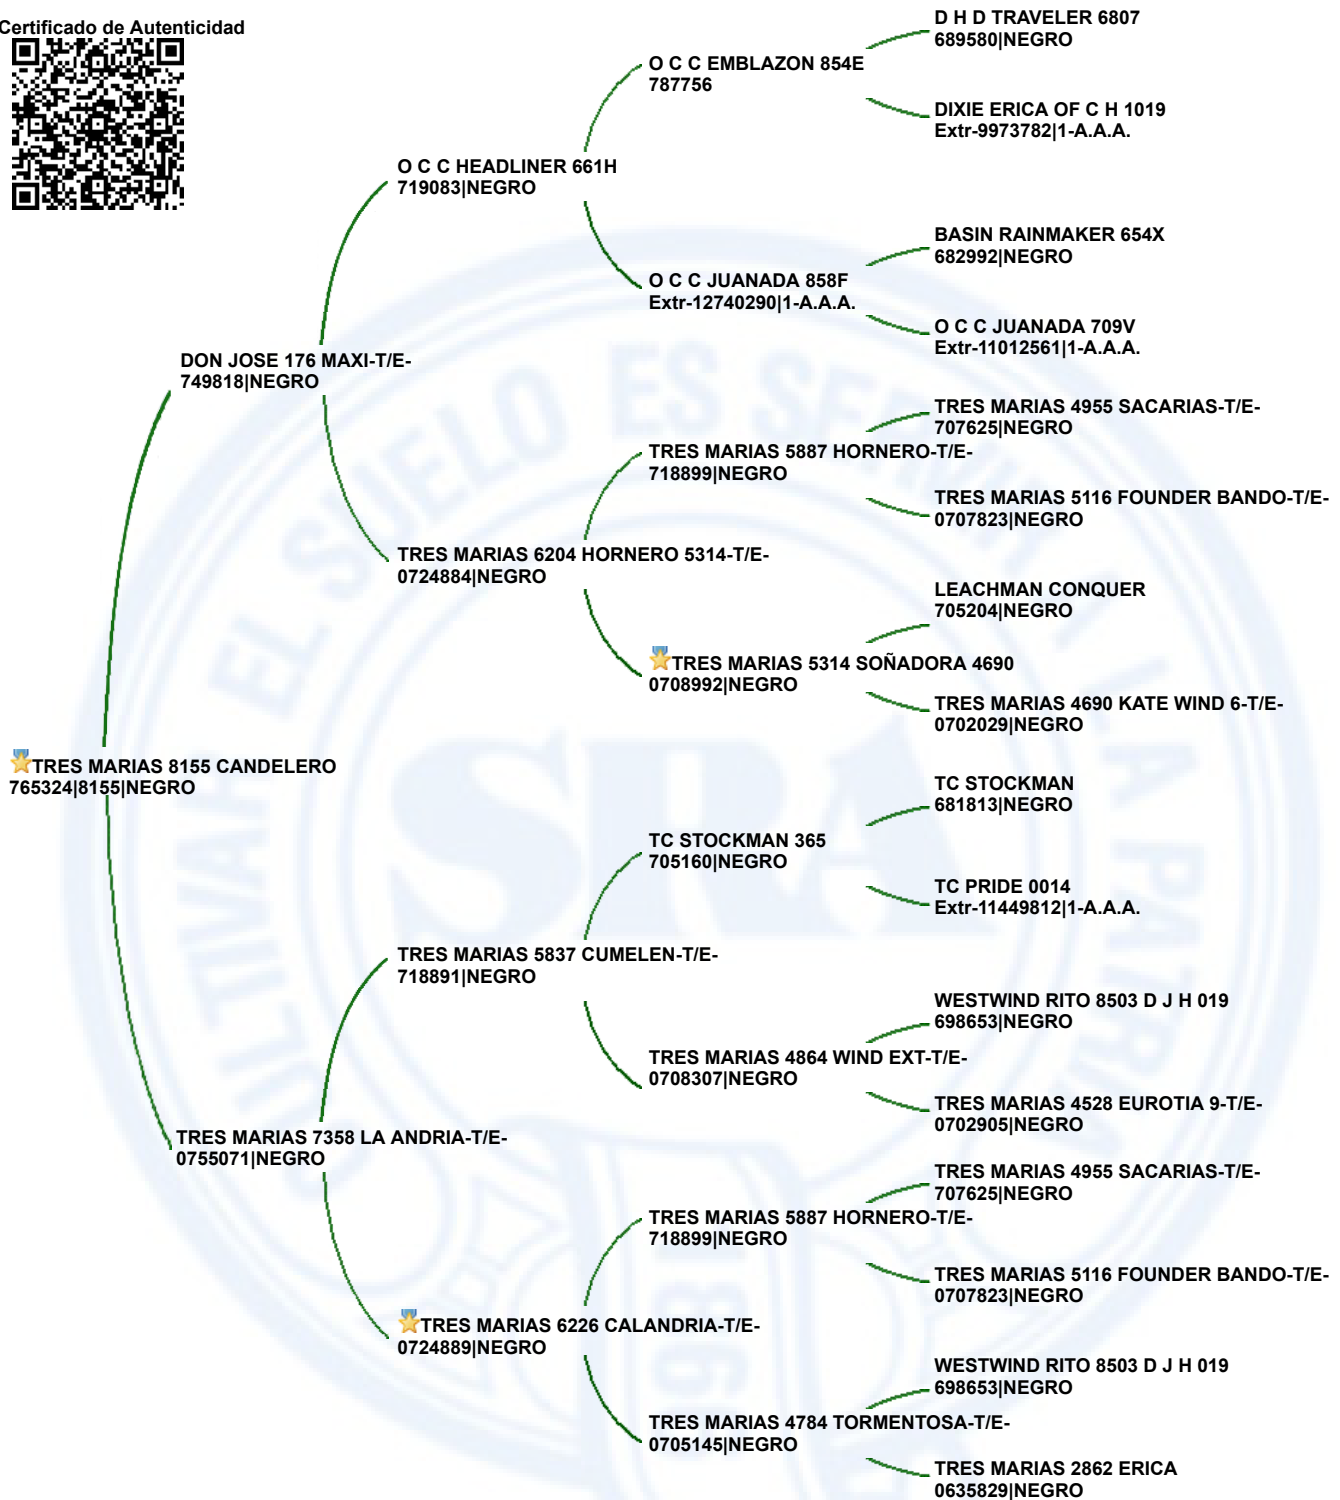 Certificado de Autenticidad
D H D TRAVELER 6807
689580|NEGRO
O C C EMBLAZON 854E
787756
DIXIE ERICA OF C H 1019
Extr-9973782|1-A.A.A.
O C C HEADLINER 661H
719083|NEGRO
BASIN RAINMAKER 654X
682992|NEGRO
O C C JUANADA 858F
Extr-12740290|1-A.A.A.
O C C JUANADA 709V
Extr-11012561|1-A.A.A.
DON JOSE 176 MAXI-T/E-
749818|NEGRO
TRES MARIAS 4955 SACARIAS-T/E-
707625|NEGRO
TRES MARIAS 5887 HORNERO-T/E-
718899|NEGRO
TRES MARIAS 5116 FOUNDER BANDO-T/E-
0707823|NEGRO
TRES MARIAS 6204 HORNERO 5314-T/E-
0724884|NEGRO
LEACHMAN CONQUER
705204|NEGRO
TRES MARIAS 5314 SOÑADORA 4690
0708992|NEGRO
TRES MARIAS 4690 KATE WIND 6-T/E-
0702029|NEGRO
TRES MARIAS 8155 CANDELERO
765324|8155|NEGRO
TC STOCKMAN
681813|NEGRO
TC STOCKMAN 365
705160|NEGRO
TC PRIDE 0014
Extr-11449812|1-A.A.A.
TRES MARIAS 5837 CUMELEN-T/E-
718891|NEGRO
WESTWIND RITO 8503 D J H 019
698653|NEGRO
TRES MARIAS 4864 WIND EXT-T/E-
0708307|NEGRO
TRES MARIAS 4528 EUROTIA 9-T/E-
0702905|NEGRO
TRES MARIAS 7358 LA ANDRIA-T/E-
0755071|NEGRO
TRES MARIAS 4955 SACARIAS-T/E-
707625|NEGRO
TRES MARIAS 5887 HORNERO-T/E-
718899|NEGRO
TRES MARIAS 5116 FOUNDER BANDO-T/E-
0707823|NEGRO
TRES MARIAS 6226 CALANDRIA-T/E-
0724889|NEGRO
WESTWIND RITO 8503 D J H 019
698653|NEGRO
TRES MARIAS 4784 TORMENTOSA-T/E-
0705145|NEGRO
TRES MARIAS 2862 ERICA
0635829|NEGRO
CULTIVAR EL SUELO ES SERVIR A LA PATRIA
SRA
1866